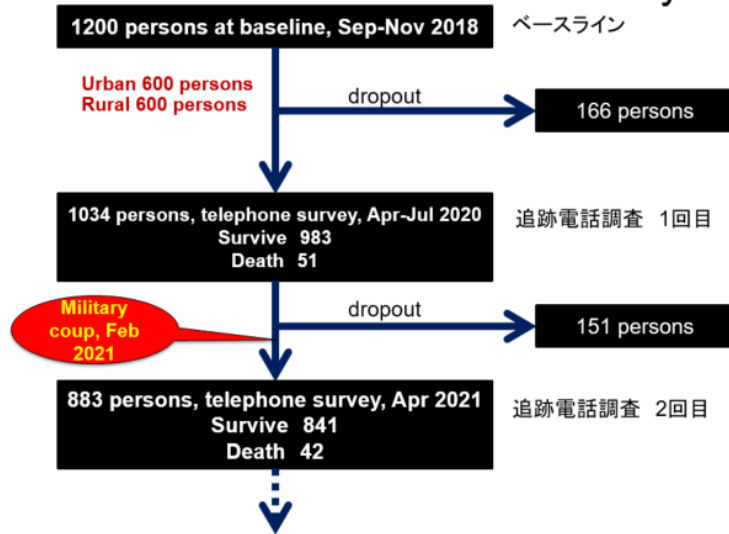 1200 persons at baseline, Sep-Nov 2018
ベースライン
Urban 600 persons
Rural 600 persons
dropout
166 persons
1034 persons, telephone survey, Apr-Jul 2020
Survive 983
Death 51
追跡電話調査 1回目
Military
coup, Feb
2021
dropout
151 persons
883 persons, telephone survey, Apr 2021
Survive 841
Death 42
追跡電話調査 2回目